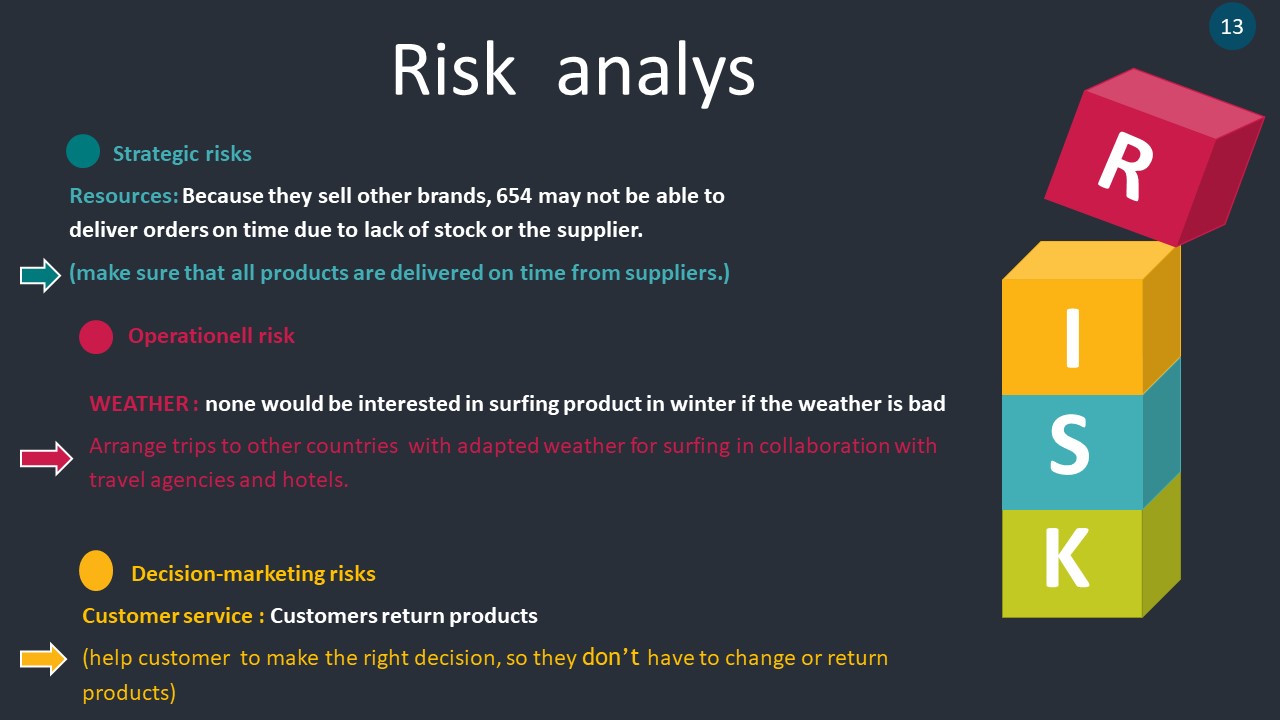 13
Risk analys
Strategic risks
Resources: Because they sell other brands, 654 may not be able to
deliver orders on time due to lack of stock or the supplier.
(make sure that all products are delivered on time from suppliers.)
Operationell risk
WEATHER : none would be interested in surfing product in winter if the weather is bad
Arrange trips to other countries with adapted weather for surfing in collaboration with
travel agencies and hotels.
Decision-marketing risks
Customer service : Customers return products
(help customer to make the right decision, so they don’t have to change or return
products)
R
I
S
K